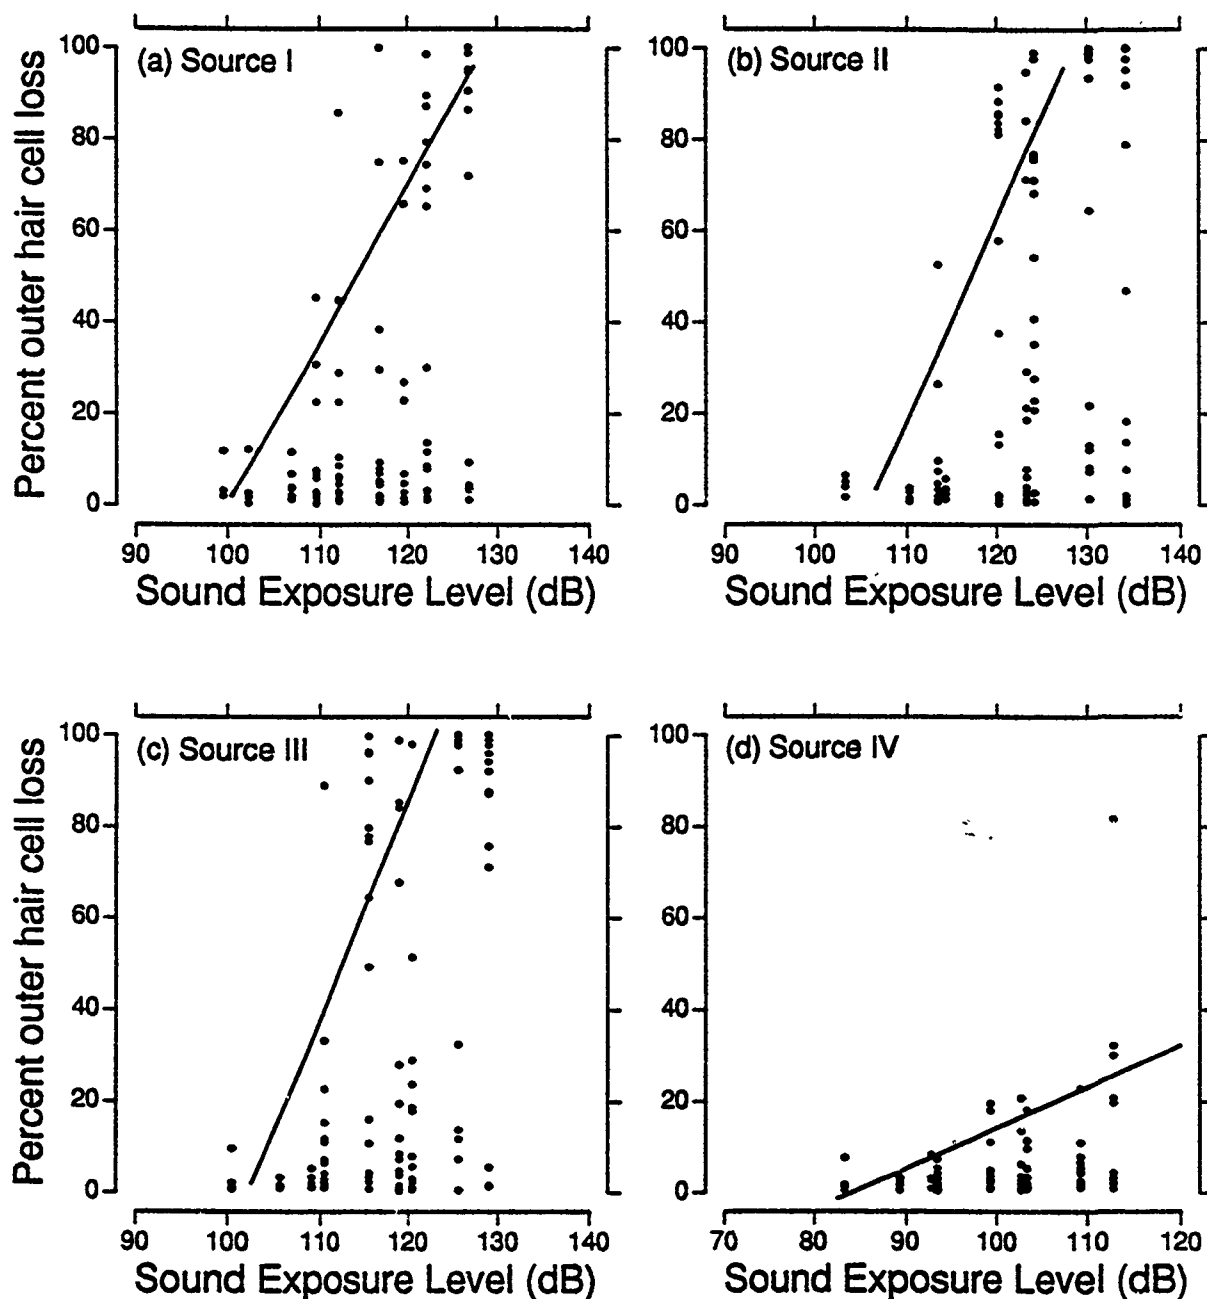 (a) Source I
Percent outer hair cell loss
100
80
60
40
20
0
90 100 110 120 130 140
Sound Exposure Level (dB)
(b) Source II
100
80
60
40
20
0
90 100 110 120 130 140
Sound Exposure Level (dB)
(c) Source III
Percent outer hair cell loss
100
80
60
40
20
0
90 100 110 120 130 140
Sound Exposure Level (dB)
(d) Source IV
100
80
60
40
20
0
70 80 90 100 110 120
Sound Exposure Level (dB)